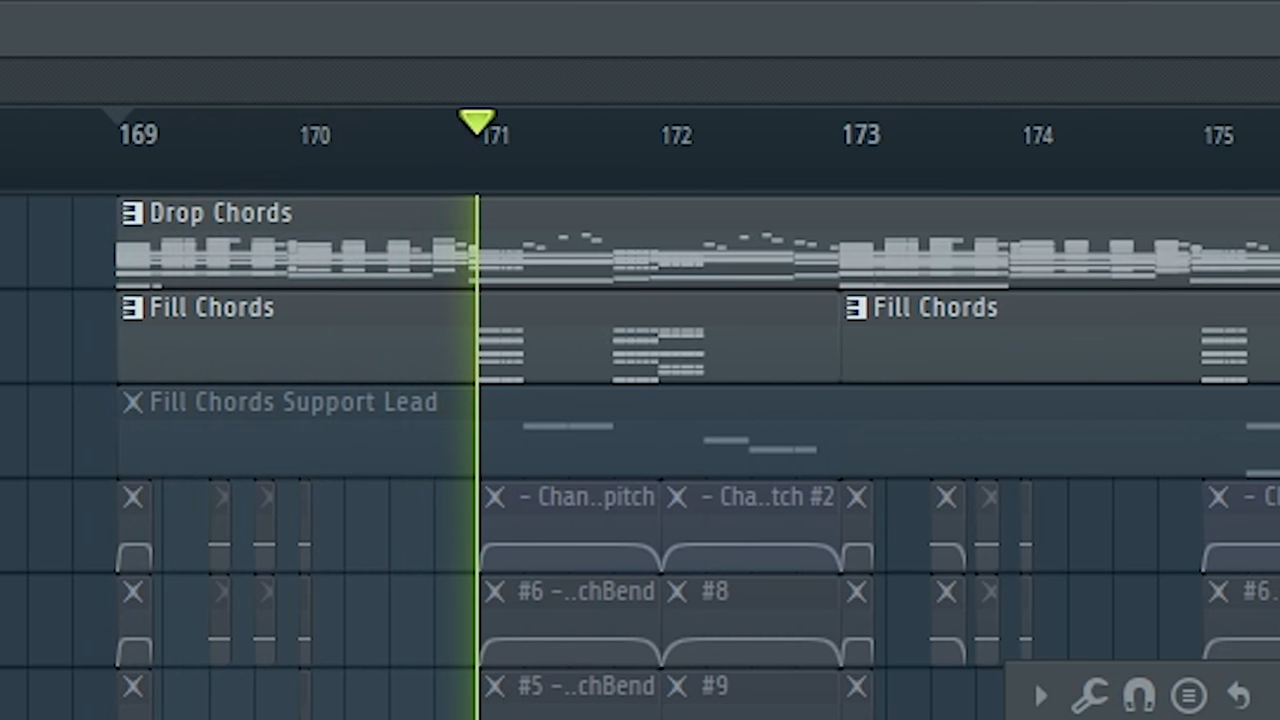 169 170 171 172 173 174 175
Drop Chords
Fill Chords Fill Chords
Fill Chords Support Lead
- Chan..pitch - Cha..tch #2 - C
#6 -..chBend #8 #6.
#5 -..chBend #9